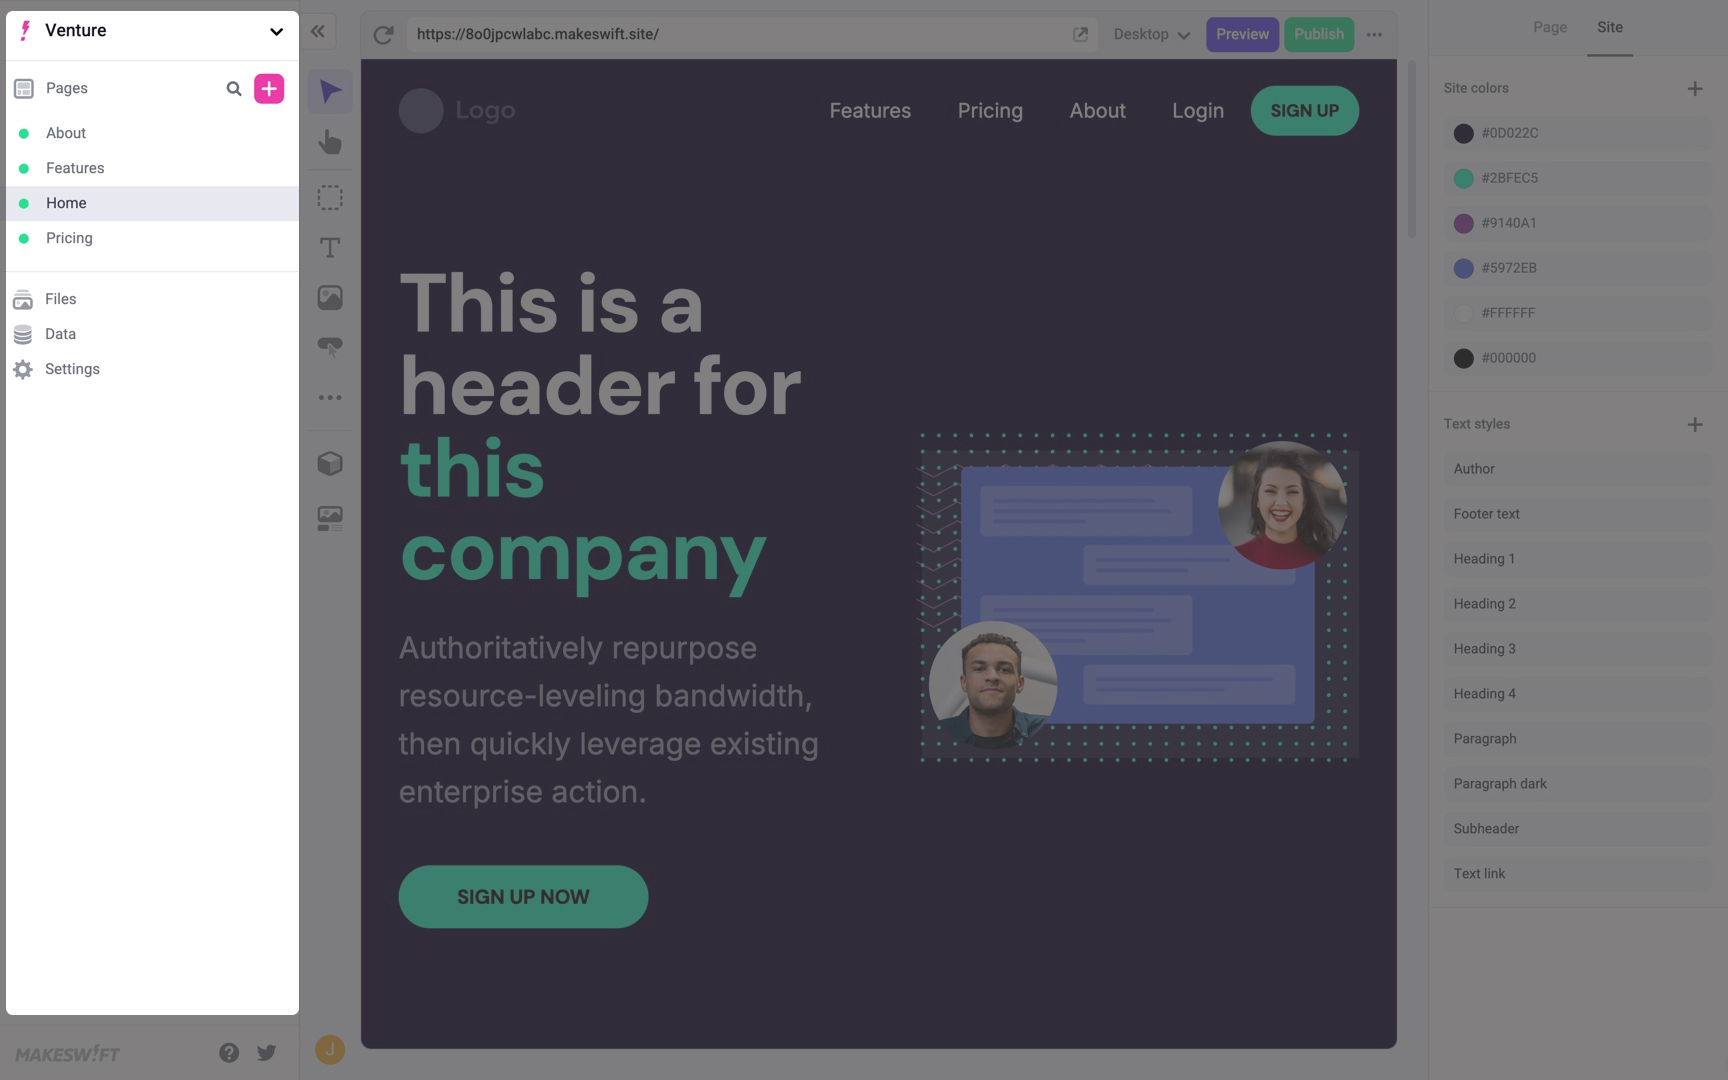 Venture
Pages
About
Features
Home
Pricing
Files
Data
Settings
MAKESW!FT
J
https://8o0jpcwlabc.makeswift.site/
Desktop
Preview
Publish
Logo
Features
Pricing
About
Login
SIGN UP
This is a
header for
this
company
Authoritatively repurpose
resource-leveling bandwidth,
then quickly leverage existing
enterprise action.
SIGN UP NOW
Page
Site
Site colors
#0D022C
#2BFEC5
#9140A1
#5972EB
#FFFFFF
#000000
Text styles
Author
Footer text
Heading 1
Heading 2
Heading 3
Heading 4
Paragraph
Paragraph dark
Subheader
Text link